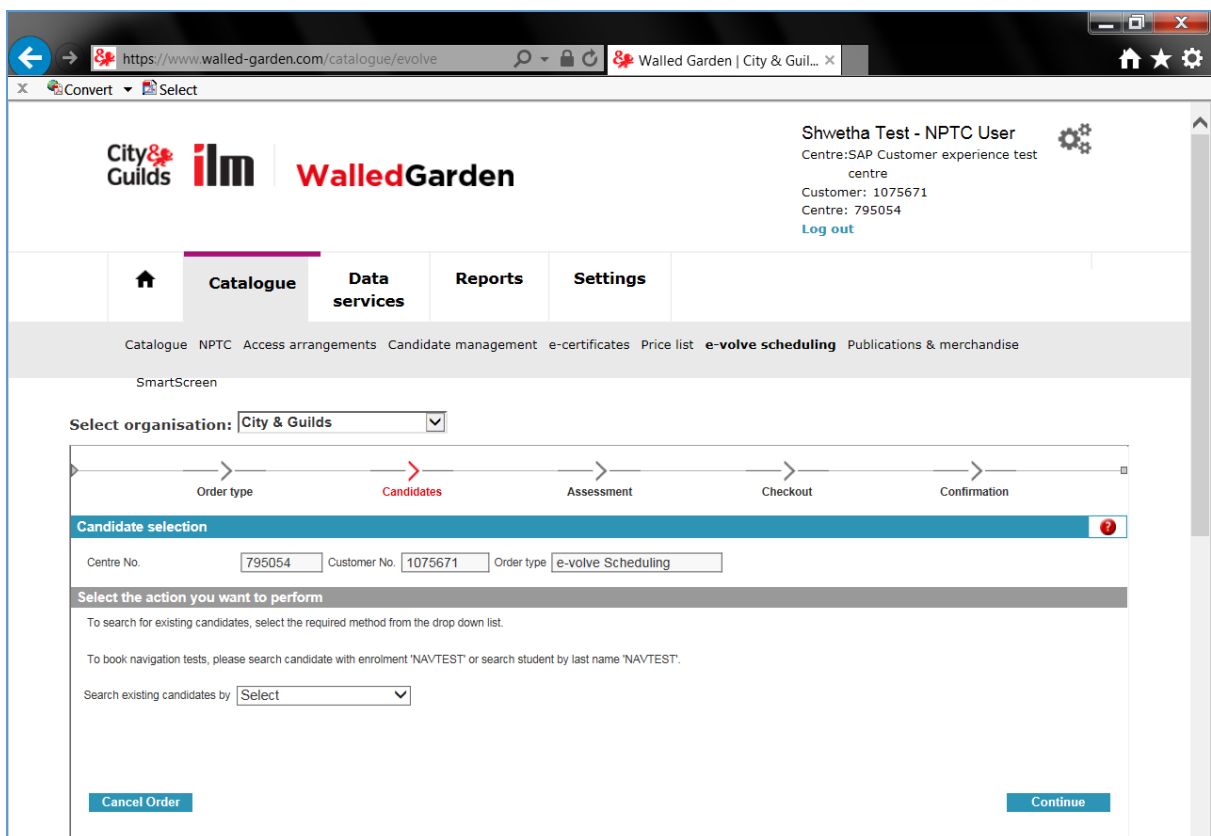 https://www.walled-garden.com/catalogue/evolve
Walled Garden | City & Guil...
x Convert Select
City&
Guilds ilm WalledGarden
Shwetha Test - NPTC User
Centre:SAP Customer experience test
centre
Customer: 1075671
Centre: 795054
Log out
Catalogue Data services Reports Settings
Catalogue NPTC Access arrangements Candidate management e-certificates Price list e-volve scheduling Publications & merchandise
SmartScreen
Select organisation: City & Guilds
Order type Candidates Assessment Checkout Confirmation
Candidate selection ?
Centre No. 795054 Customer No. 1075671 Order type e-volve Scheduling
Select the action you want to perform
To search for existing candidates, select the required method from the drop down list.
To book navigation tests, please search candidate with enrolment 'NAVTEST' or search student by last name 'NAVTEST'.
Search existing candidates by Select
Cancel Order Continue